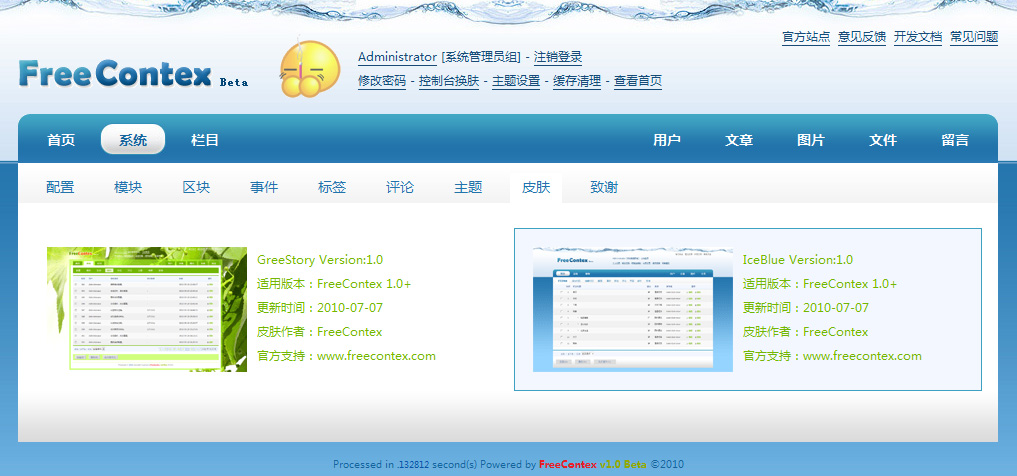 官方站点 意见反馈 开发文档 常见问题
FreeContex Beta
Administrator [系统管理员组] - 注销登录
修改密码 - 控制台换肤 - 主题设置 - 缓存清理 - 查看首页
首页 系统 栏目 用户 文章 图片 文件 留言
配置 模块 区块 事件 标签 评论 主题 皮肤 致谢
GreeStory Version:1.0
适用版本：FreeContex 1.0+
更新时间：2010-07-07
皮肤作者：FreeContex
官方支持：www.freecontex.com
FreeContex
IceBlue Version:1.0
适用版本：FreeContex 1.0+
更新时间：2010-07-07
皮肤作者：FreeContex
官方支持：www.freecontex.com
Processed in .132812 second(s) Powered by FreeContex v1.0 Beta ©2010